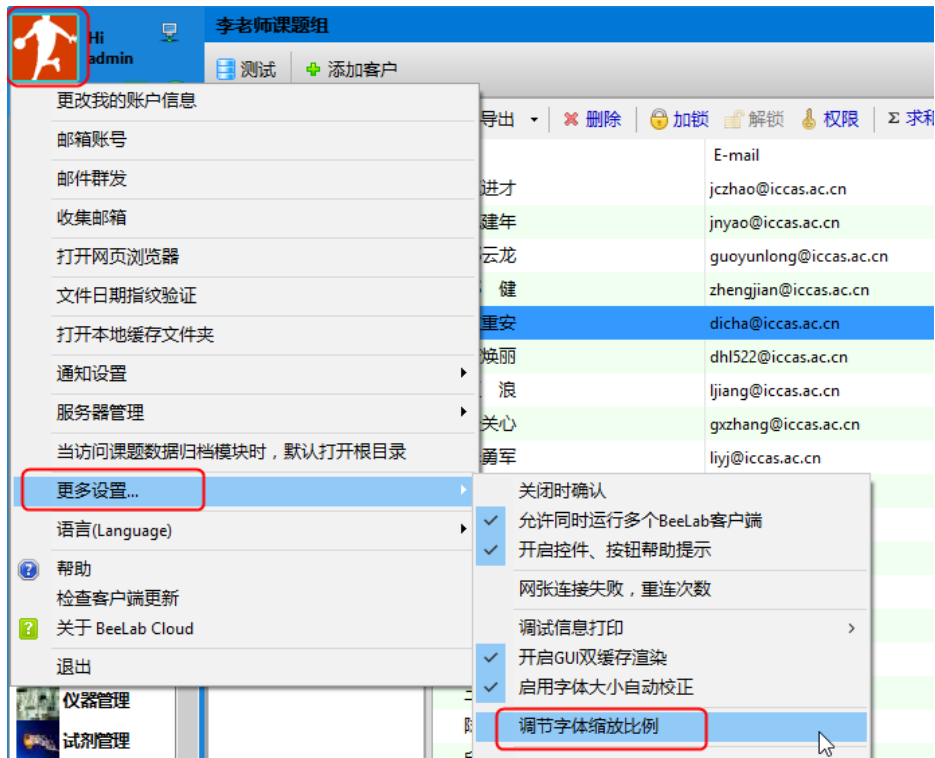 Hi
admin
李老师课题组
测试
添加客户
更改我的账户信息
邮箱账号
邮件群发
收集邮箱
打开网页浏览器
文件日期指纹验证
打开本地缓存文件夹
通知设置
服务器管理
当访问课题数据归档模块时，默认打开根目录
更多设置...
语言(Language)
帮助
检查客户端更新
关于 BeeLab Cloud
退出
仪器管理
试剂管理
导出 删除 加锁 解锁 权限 Σ 求和
E-mail
进才 jczhao@iccas.ac.cn
建年 jnyao@iccas.ac.cn
云龙 guoyunlong@iccas.ac.cn
健 zhengjian@iccas.ac.cn
重安 dicha@iccas.ac.cn
焕丽 dhl522@iccas.ac.cn
浪 ljiang@iccas.ac.cn
关心 gxzhang@iccas.ac.cn
勇军 liyj@iccas.ac.cn
关闭时确认
允许同时运行多个BeeLab客户端
开启控件、按钮帮助提示
网张连接失败，重连次数
调试信息打印
开启GUI双缓存渲染
启用字体大小自动校正
调节字体缩放比例